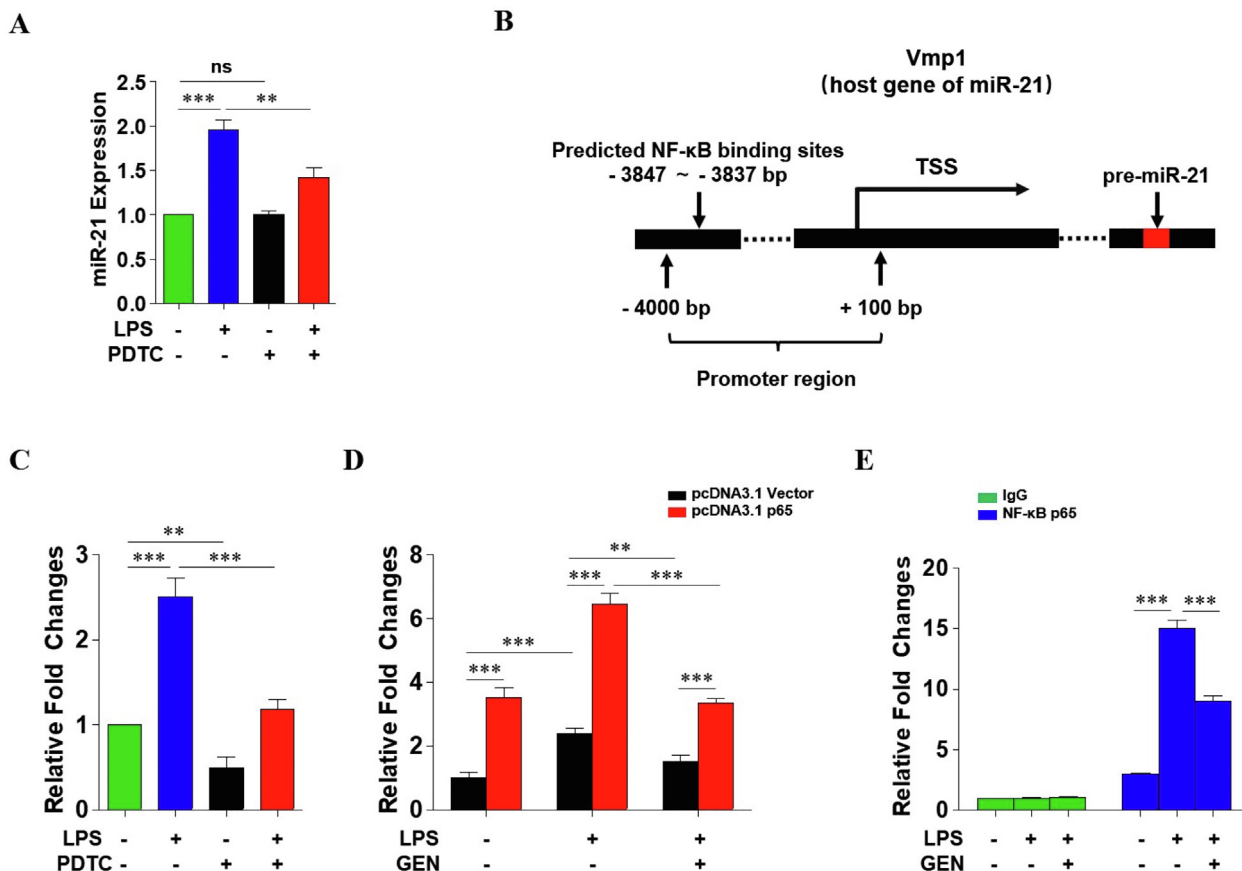 A
ns
***
**
miR-21 Expression
2.5
2.0
1.5
1.0
0.5
0.0
LPS - + - +
PDTC - - + +
B
Vmp1
(host gene of miR-21)
Predicted NF-κB binding sites
- 3847 ~ - 3837 bp
TSS
pre-miR-21
- 4000 bp
+ 100 bp
Promoter region
C
**
*** ***
Relative Fold Changes
3
2
1
0
LPS - + - +
PDTC - - + +
D
pcDNA3.1 Vector
pcDNA3.1 p65
**
*** ***
***
*** ***
Relative Fold Changes
8
6
4
2
0
LPS - + +
GEN - - +
E
IgG
NF-κB p65
*** ***
Relative Fold Changes
20
15
10
5
0
LPS - + + - + +
GEN - - + - - +